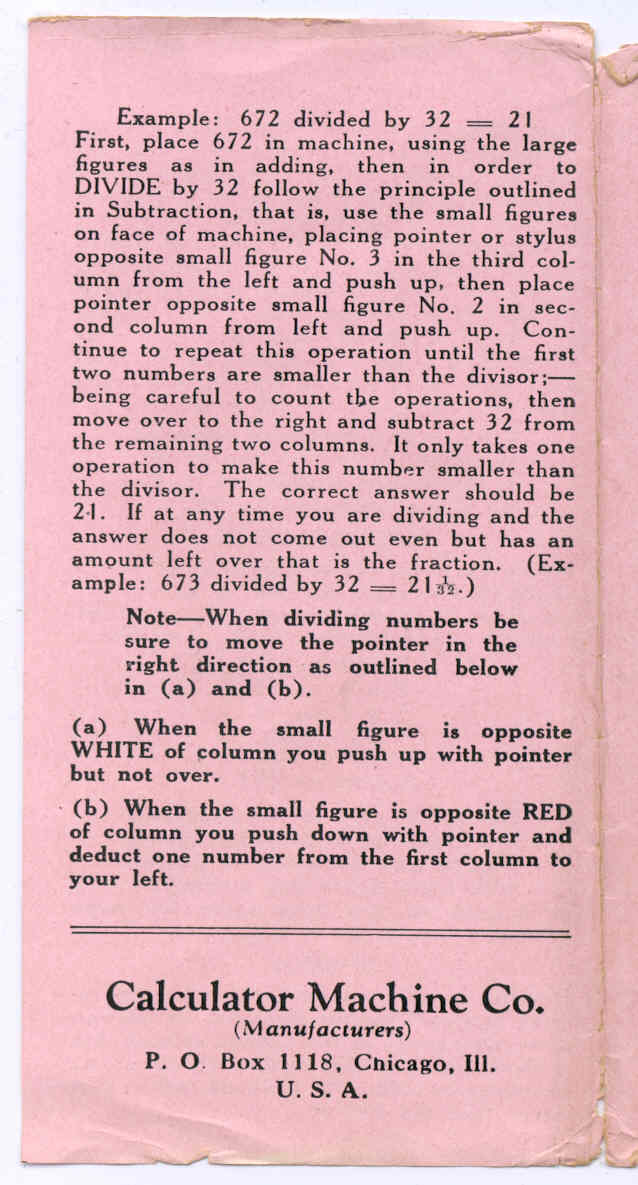 Example: 672 divided by 32 = 21
First, place 672 in machine, using the large
figures as in adding, then in order to
DIVIDE by 32 follow the principle outlined
in Subtraction, that is, use the small figures
on face of machine, placing pointer or stylus
opposite small figure No. 3 in the third col-
umn from the left and push up, then place
pointer opposite small figure No. 2 in sec-
ond column from left and push up. Con-
tinue to repeat this operation until the first
two numbers are smaller than the divisor;—
being careful to count the operations, then
move over to the right and subtract 32 from
the remaining two columns. It only takes one
operation to make this number smaller than
the divisor. The correct answer should be
21. If at any time you are dividing and the
answer does not come out even but has an
amount left over that is the fraction. (Ex-
ample: 673 divided by 32 = 21 1/32.)
Note—When dividing numbers be
sure to move the pointer in the
right direction as outlined below
in (a) and (b).
(a) When the small figure is opposite
WHITE of column you push up with pointer
but not over.
(b) When the small figure is opposite RED
of column you push down with pointer and
deduct one number from the first column to
your left.
Calculator Machine Co.
(Manufacturers)
P. O. Box 1118, Chicago, Ill.
U. S. A.